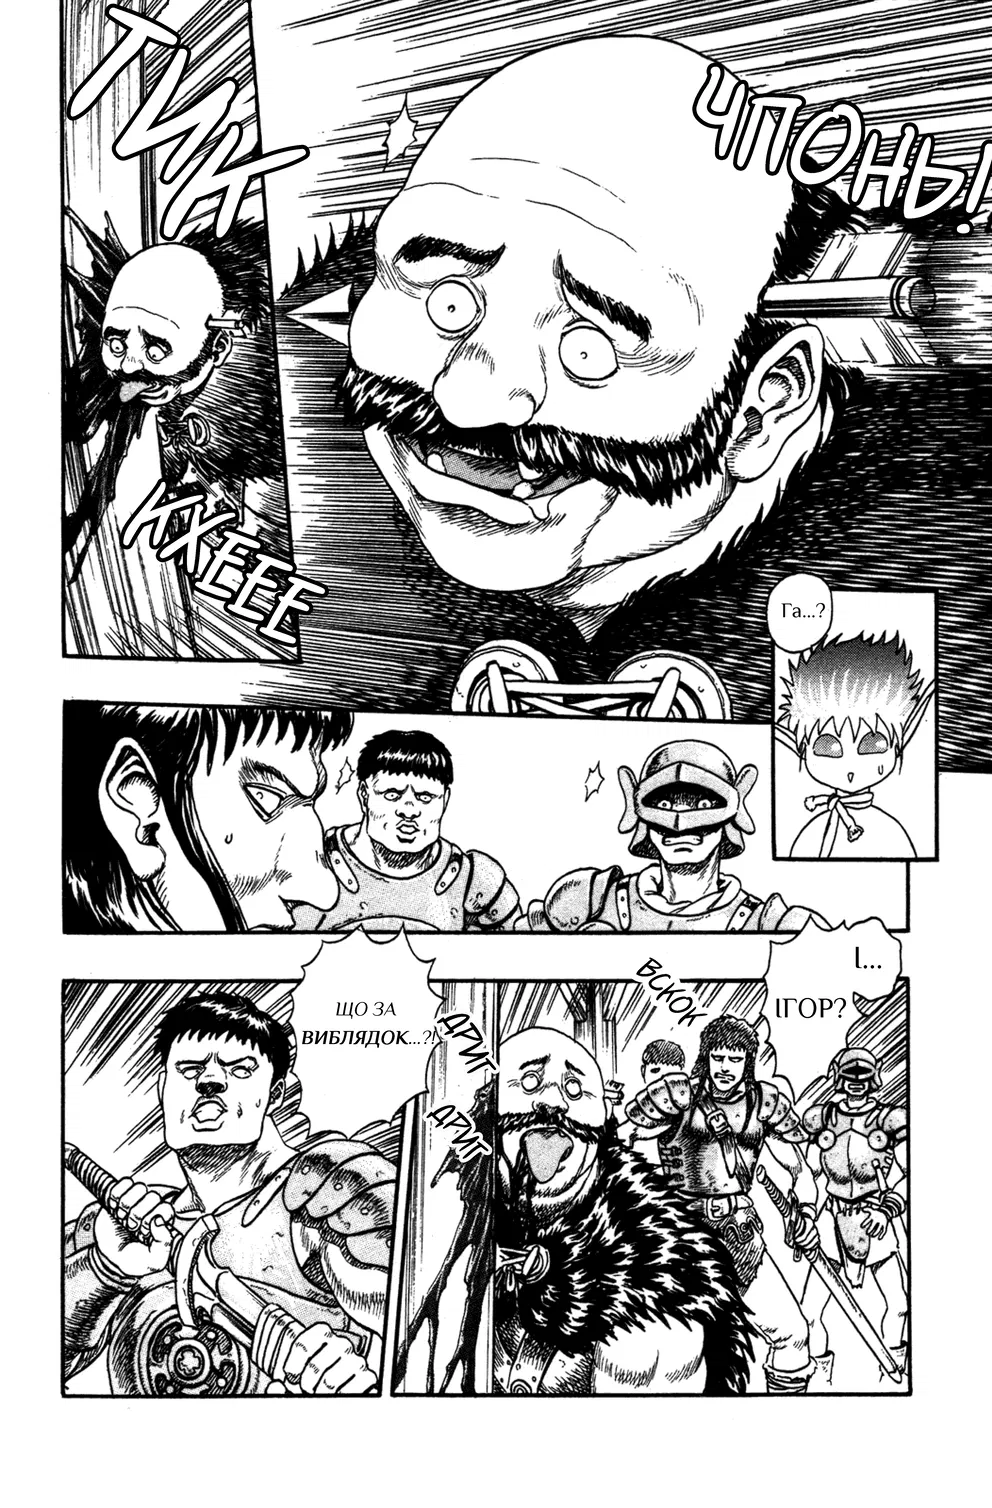 ЧПОНЬ!
ТИК
КХЕЕЕ
Га...?
І...
ІГОР?
ВСКОК
ДРИГ
ДРИГ
ЩО ЗА
ВИБЛЯДОК...?!